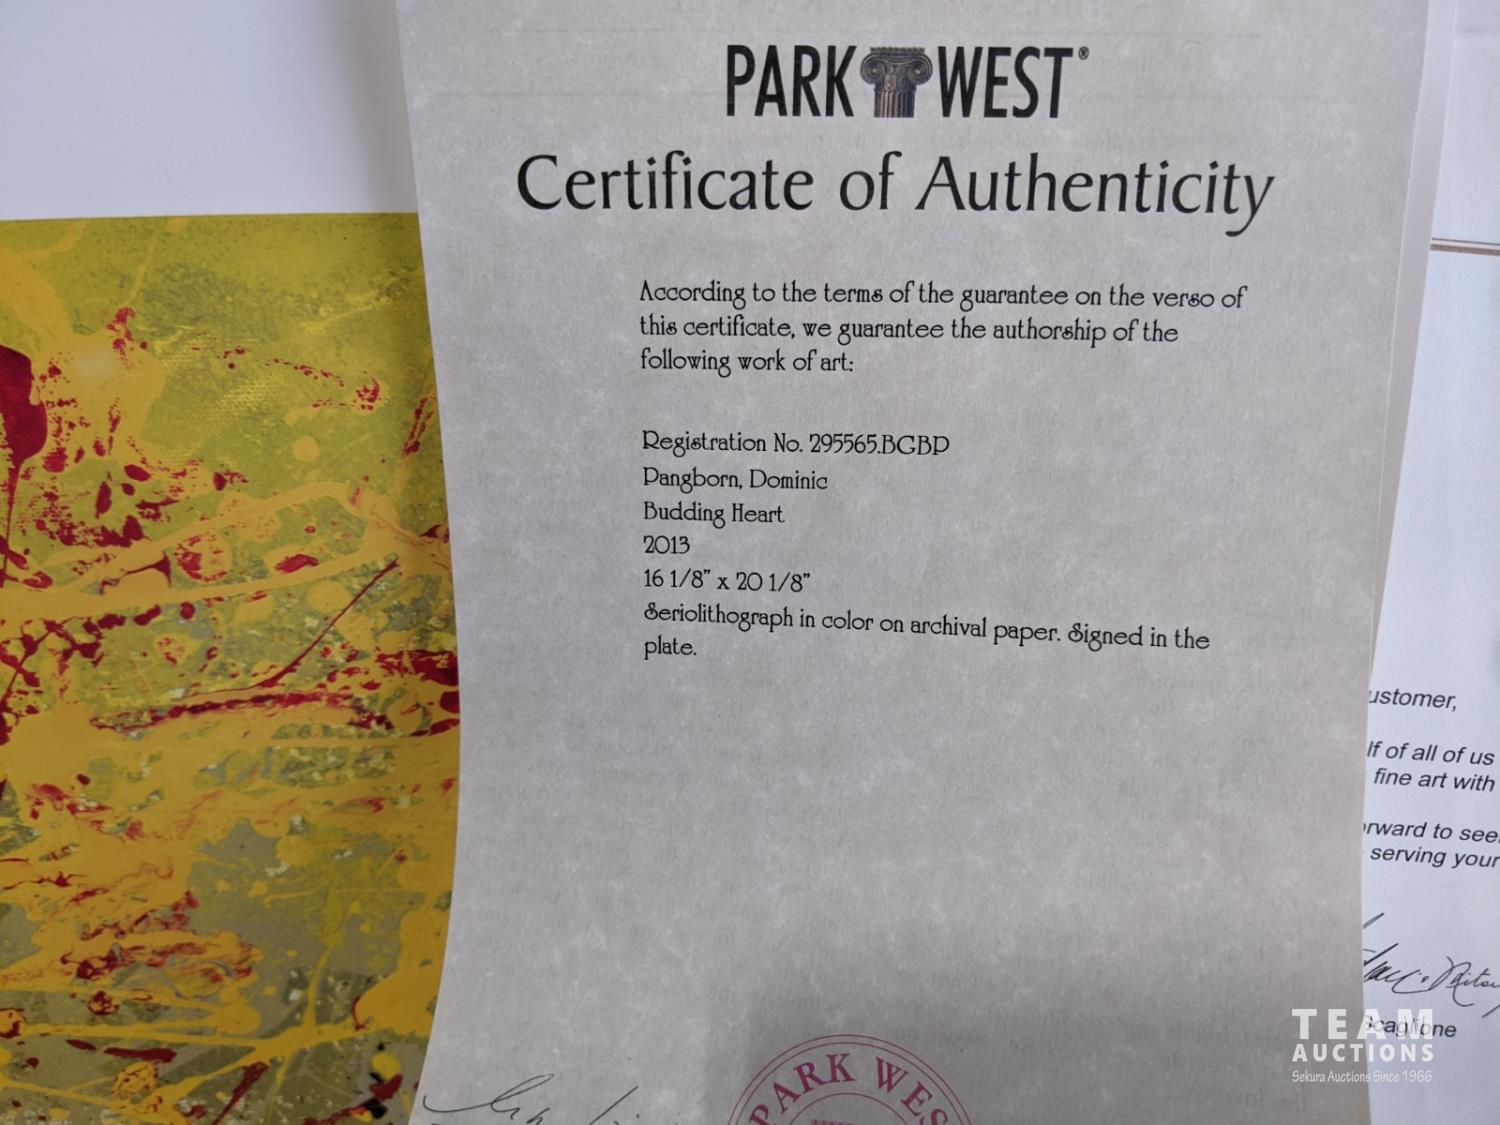 PARK WEST®
Certificate of Authenticity
According to the terms of the guarantee on the verso of
this certificate, we guarantee the authorship of the
following work of art:
Registration No. 295565.BGBP
Pangborn, Dominic
Budding Heart
2013
16 1/8" x 20 1/8"
Seriolithograph in color on archival paper. Signed in the
plate.
PARK WES
ustomer,
lf of all of us
fine art with
rward to see
serving your
Scaglione
TEAM
AUCTIONS
Sekura Auctions Since 1966